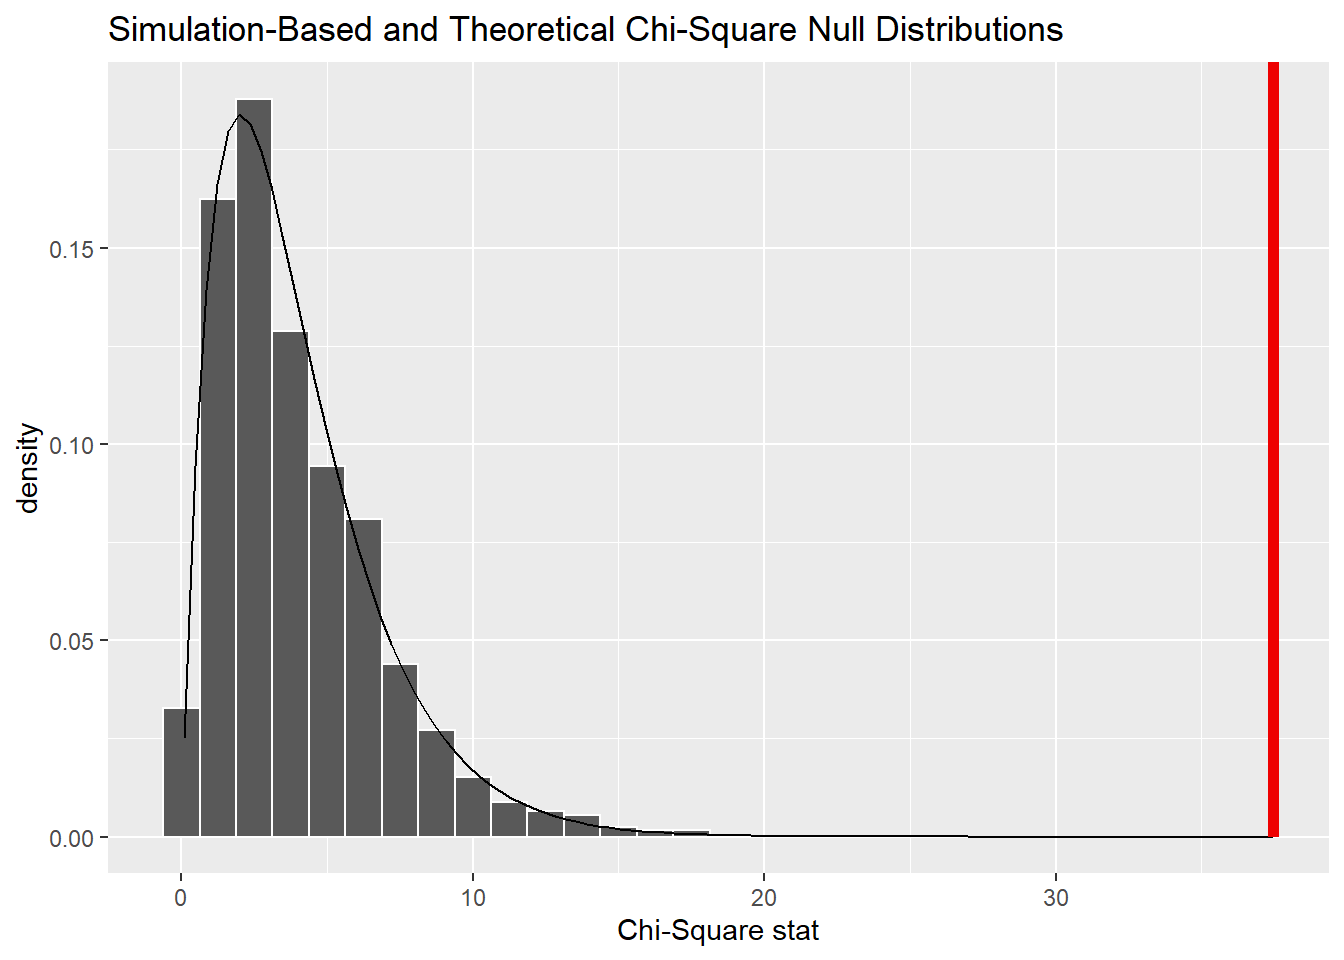 Simulation-Based and Theoretical Chi-Square Null Distributions
density
0.15
0.10
0.05
0.00
0 10 20 30
Chi-Square stat